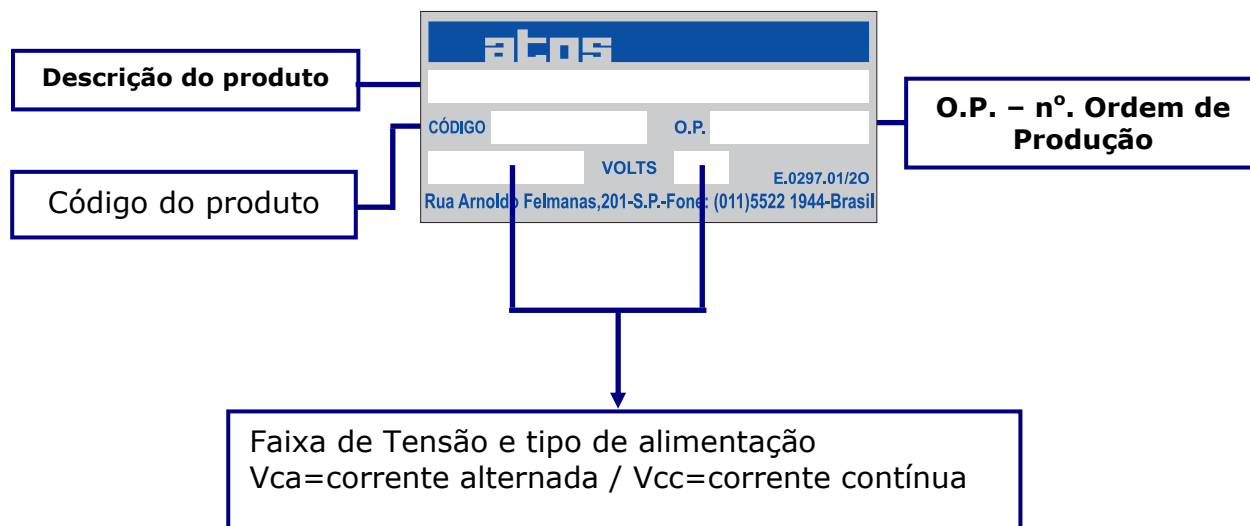 atos
Descrição do produto
CÓDIGO
O.P.
O.P. – nº. Ordem de
Produção
VOLTS
E.0297.01/2O
Código do produto
Rua Arnoldo Felmanas,201-S.P.-Fone: (011)5522 1944-Brasil
Faixa de Tensão e tipo de alimentação
Vca=corrente alternada / Vcc=corrente contínua